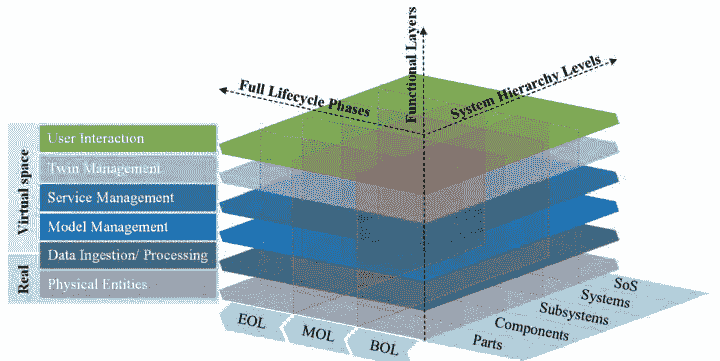 Functional Layers
Full Lifecycle Phases
System Hierarchy Levels
Virtual space
Real
User Interaction
Twin Management
Service Management
Model Management
Data Ingestion/ Processing
Physical Entities
EOL
MOL
BOL
Parts
Components
Subsystems
Systems
SoS